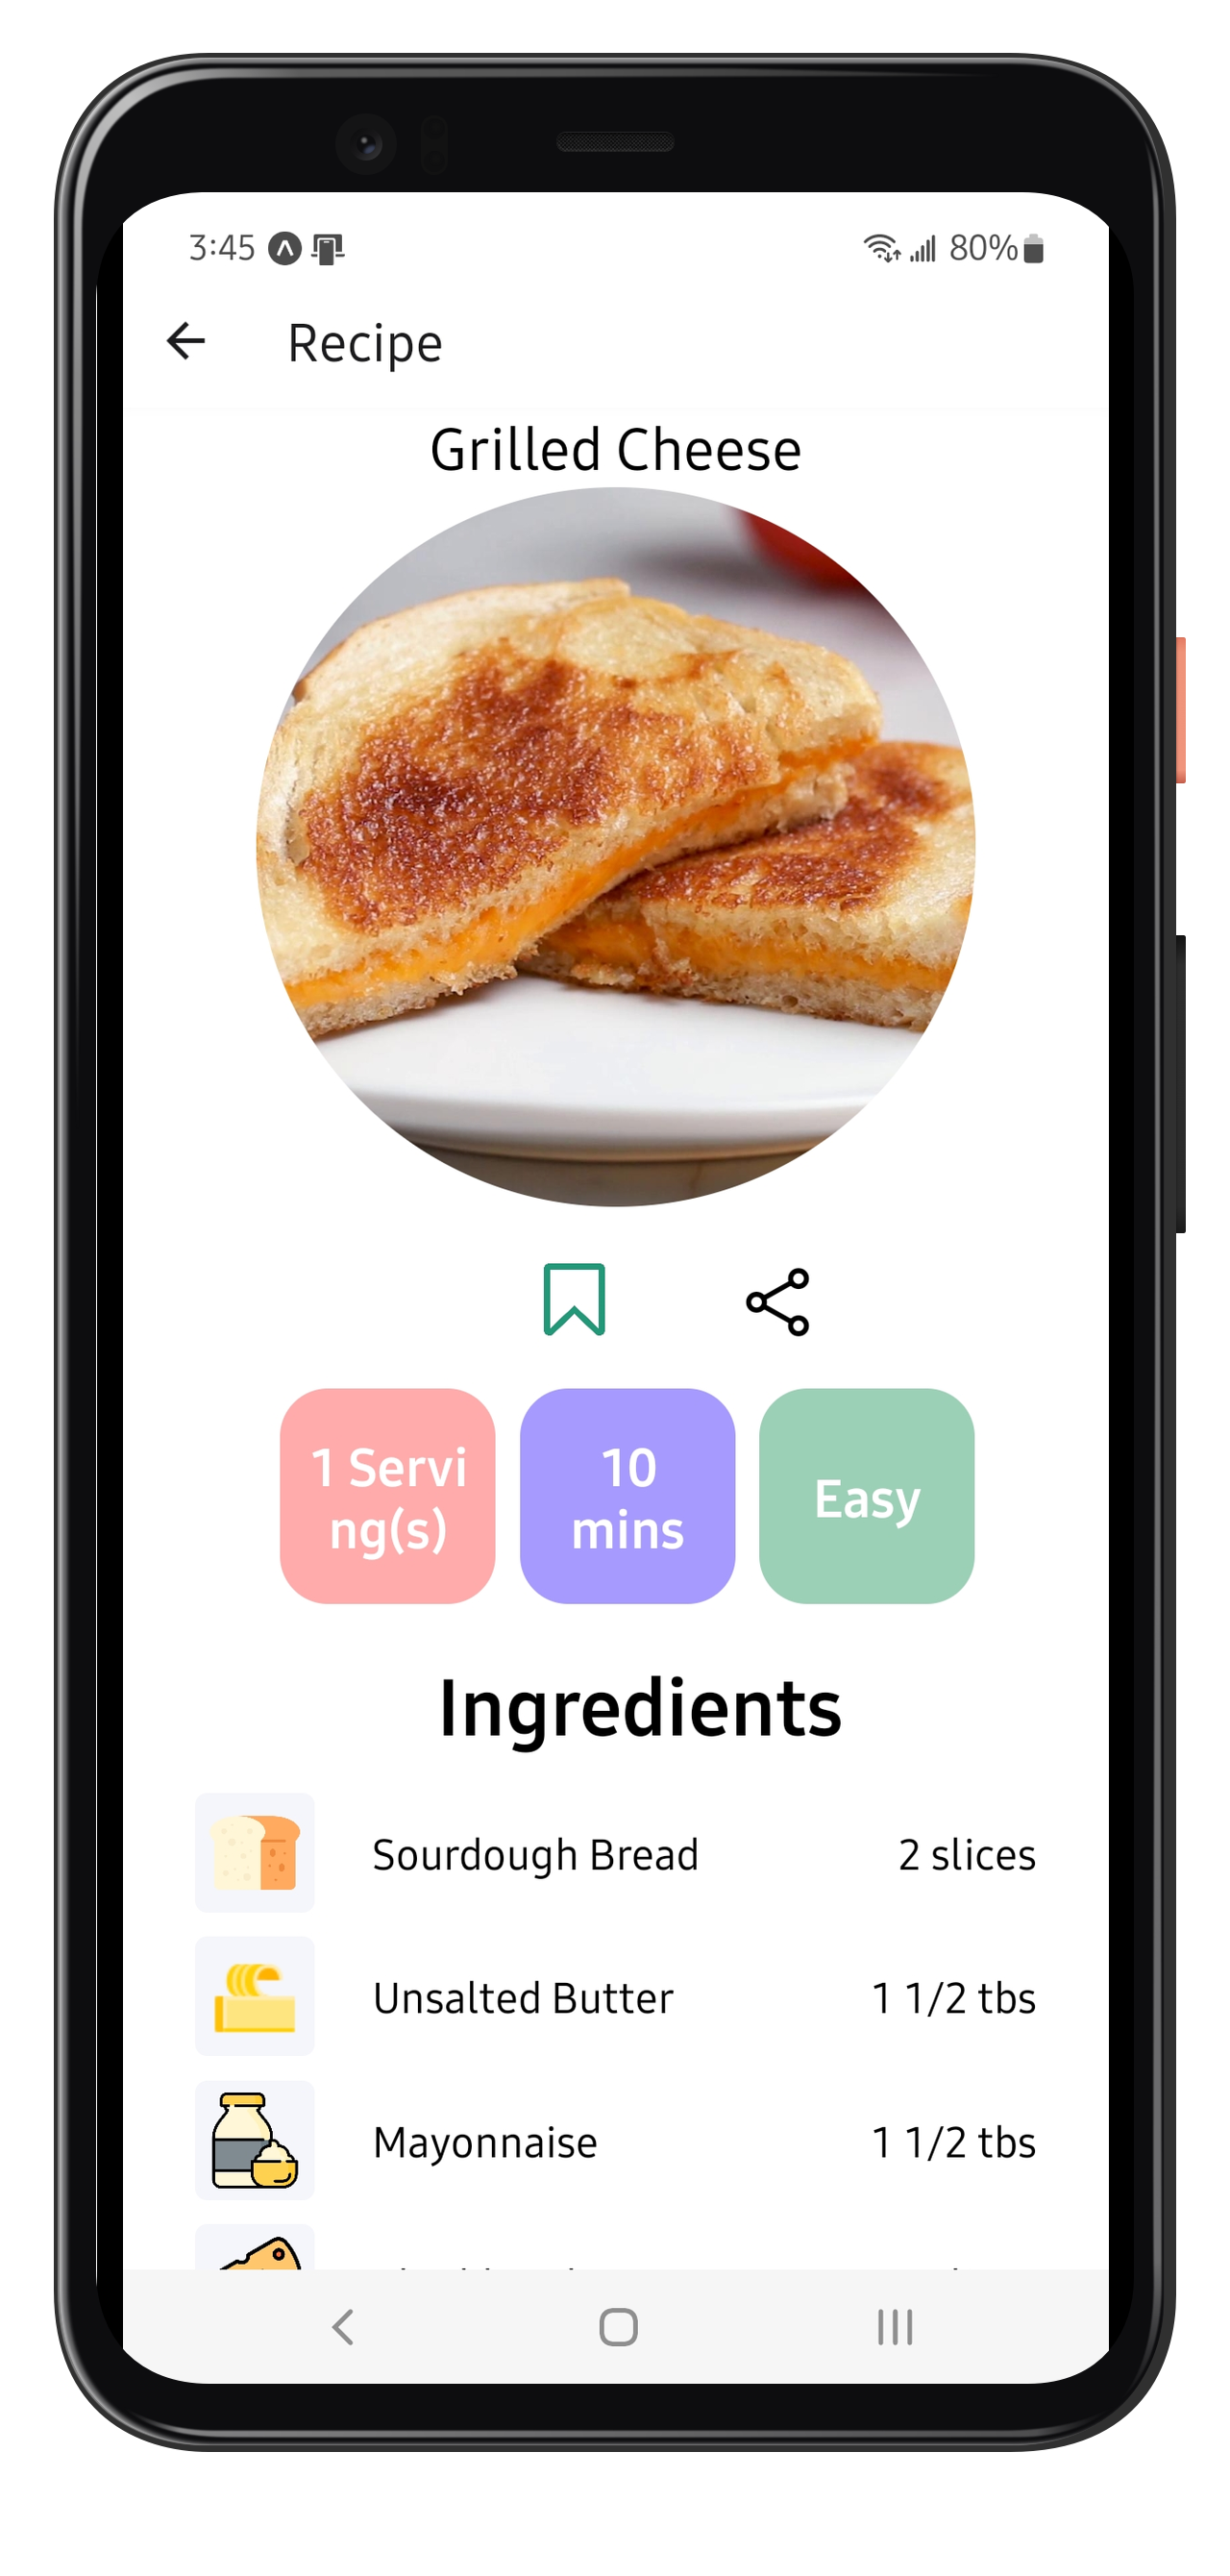 3:45
80%
Recipe
Grilled Cheese
1 Servi
ng(s)
10
mins
Easy
Ingredients
Sourdough Bread 2 slices
Unsalted Butter 1 1/2 tbs
Mayonnaise 1 1/2 tbs